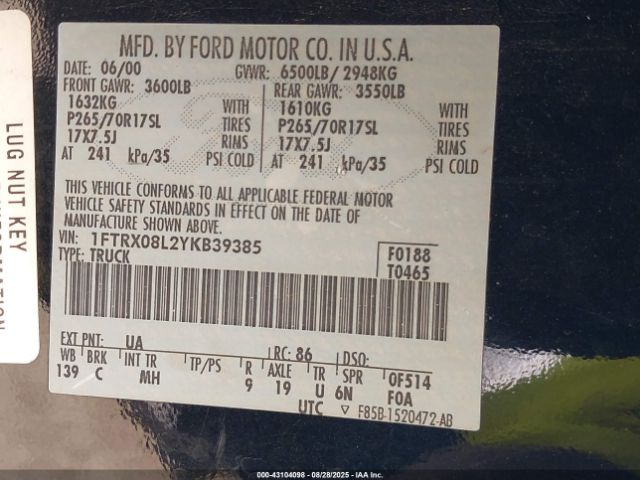 MFD. BY FORD MOTOR CO. IN U.S.A.
DATE: 06/00 GVWR: 6500LB/ 2948KG
FRONT GAWR: 3600LB REAR GAWR: 3550LB
1632KG WITH 1610KG WITH
P265/70R17SL TIRES P265/70R17SL TIRES
17X7.5J RIMS 17X7.5J RIMS
AT 241 kPa/35 PSI COLD AT 241 kPa/35 PSI COLD
THIS VEHICLE CONFORMS TO ALL APPLICABLE FEDERAL MOTOR
VEHICLE SAFETY STANDARDS IN EFFECT ON THE DATE OF
MANUFACTURE SHOWN ABOVE.
VIN: 1FTRX08L2YKB39385 F0188
TYPE: TRUCK T0465
EXT PNT: UA RC: 86 DSO:
WB BRK INT TR TP/PS R AXLE TR SPR OF514
139 C MH 9 19 U 6N F0A
UTC ▽ F85B-1520472-AB
LUG NUT KEY
000-43104098 - 08/28/2025 - IAA Inc.